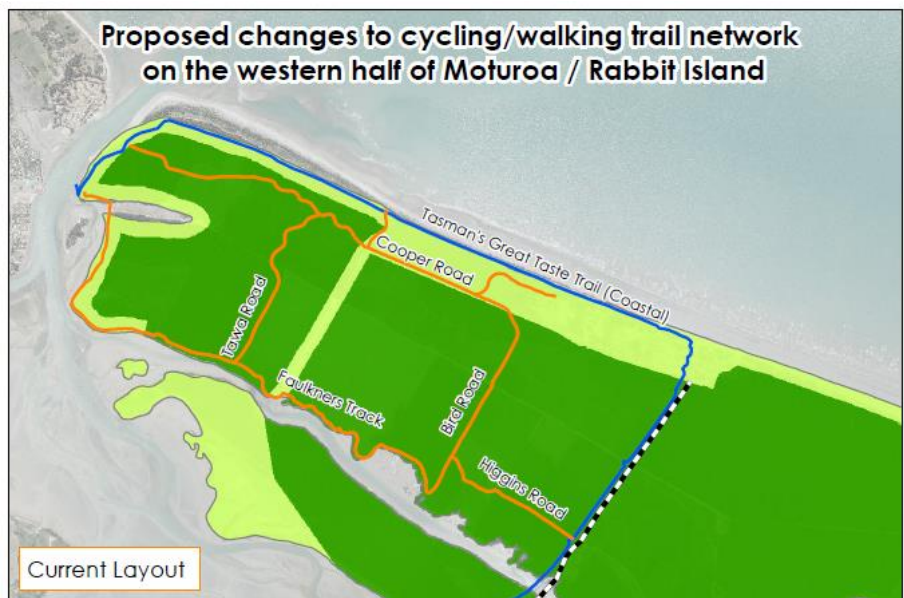 Proposed changes to cycling/walking trail network
on the western half of Moturoa / Rabbit Island
Tasman's Great Taste Trail (Coastal)
Cooper Road
Tawa Road
Faulkners Track
Bird Road
Higgins Road
Current Layout